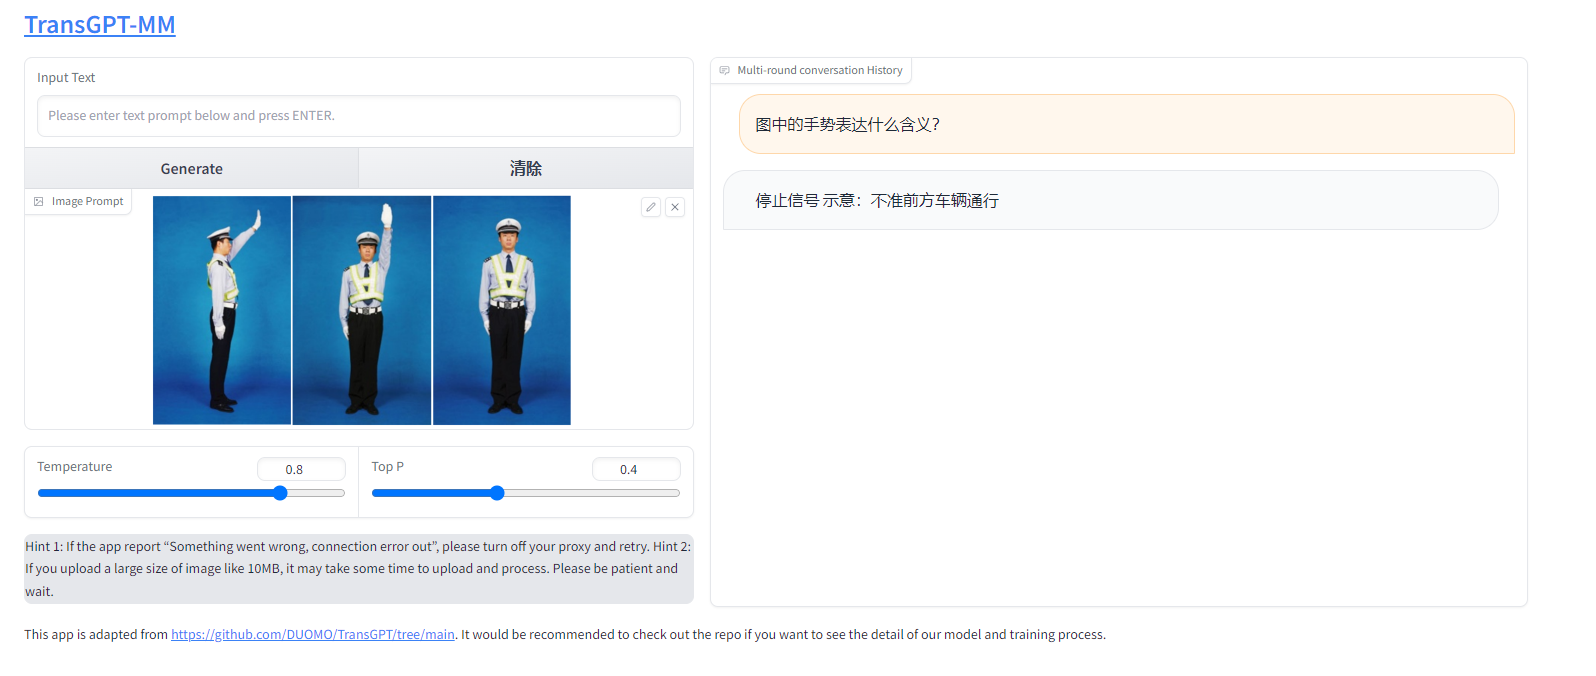 TransGPT-MM
Input Text
Please enter text prompt below and press ENTER.
Generate
清除
Image Prompt
Temperature
0.8
Top P
0.4
Hint 1: If the app report “Something went wrong, connection error out”, please turn off your proxy and retry. Hint 2:
If you upload a large size of image like 10MB, it may take some time to upload and process. Please be patient and
wait.
Multi-round conversation History
图中的手势表达什么含义?
停止信号 示意：不准前方车辆通行
This app is adapted from https://github.com/DUOMO/TransGPT/tree/main. It would be recommended to check out the repo if you want to see the detail of our model and training process.